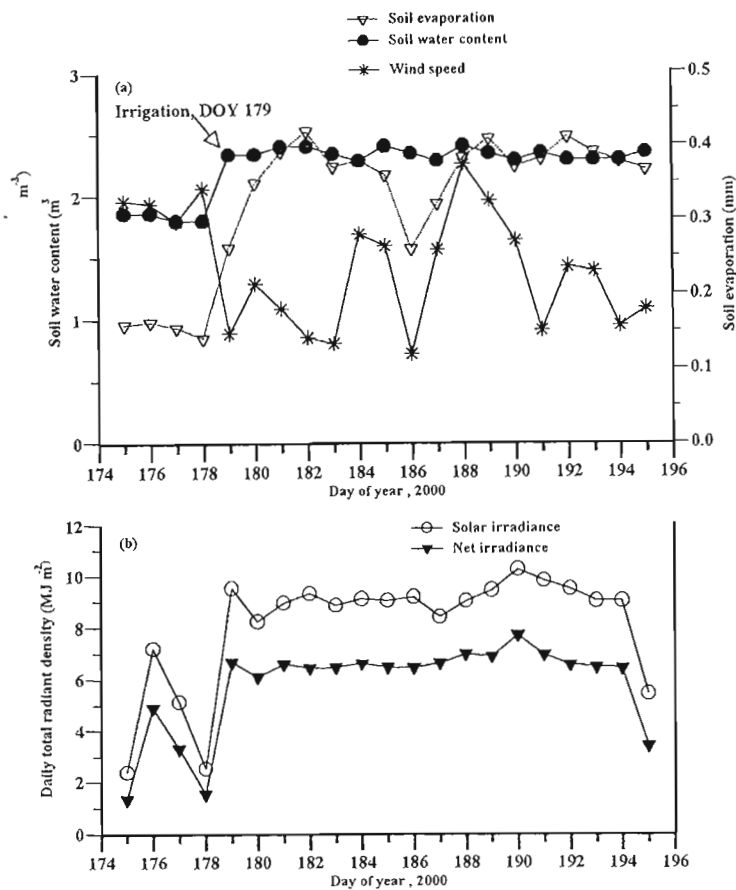 Soil evaporation
Soil water content
Wind speed
(a)
Irrigation, DOY 179
3
2
1
0
Soil water content (m³ m⁻³)
0.5
0.4
0.3
0.2
0.1
0.0
Soil evaporation (mm)
174 176 178 180 182 184 186 188 190 192 194 196
Day of year , 2000
(b)
Solar irradiance
Net irradiance
12
10
8
6
4
2
0
Daily total radiant density (MJ m⁻²)
174 176 178 180 182 184 186 188 190 192 194 196
Day of year , 2000